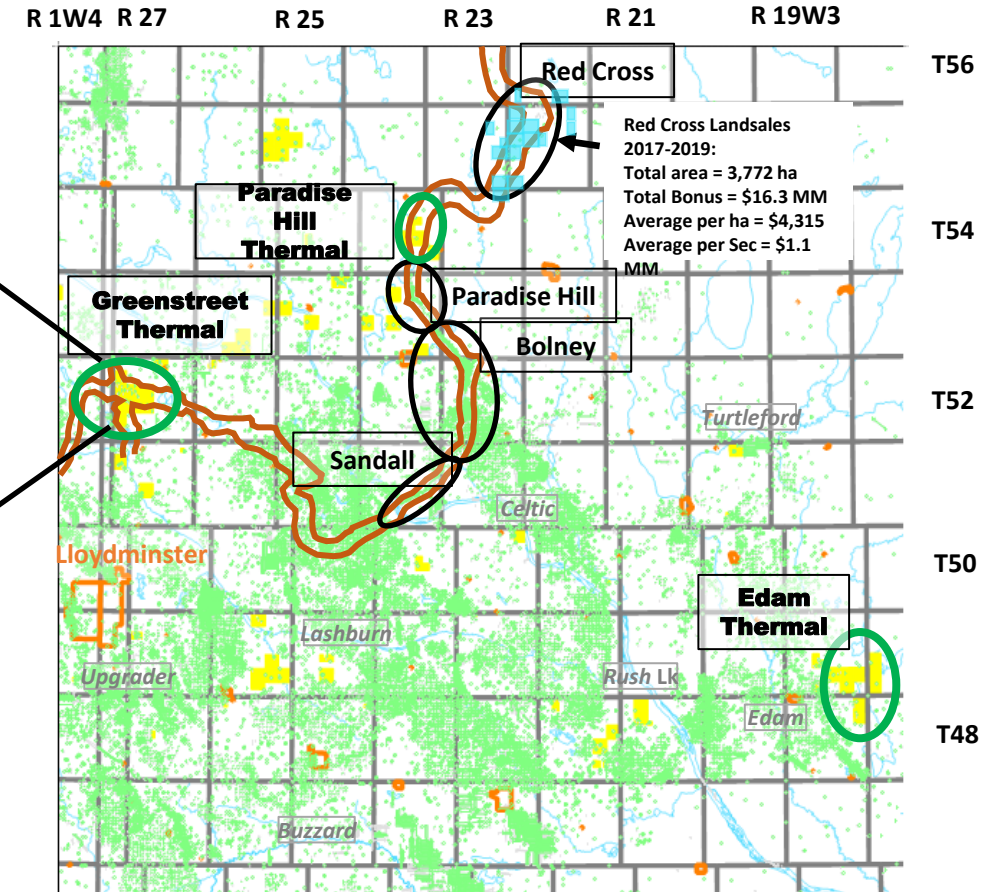 R 1W4 R 27 R 25 R 23 R 21 R 19W3
T56
Red Cross
Red Cross Landsales
2017-2019:
Total area = 3,772 ha
Total Bonus = $16.3 MM
Average per ha = $4,315
Average per Sec = $1.1
MM
Paradise
Hill
Thermal
T54
Greenstreet
Thermal
Paradise Hill
Bolney
T52
Turtleford
Sandall
Celtic
Lloydminster
T50
Edam
Thermal
Lashburn
Upgrader
Rush Lk
Edam
T48
Buzzard